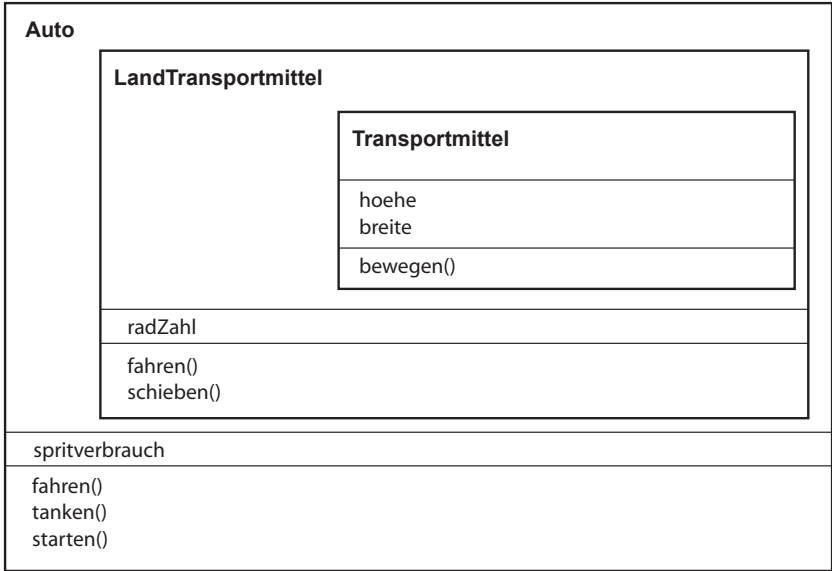 Auto
LandTransportmittel
Transportmittel
hoehe
breite
bewegen()
radZahl
fahren()
schieben()
spritverbrauch
fahren()
tanken()
starten()